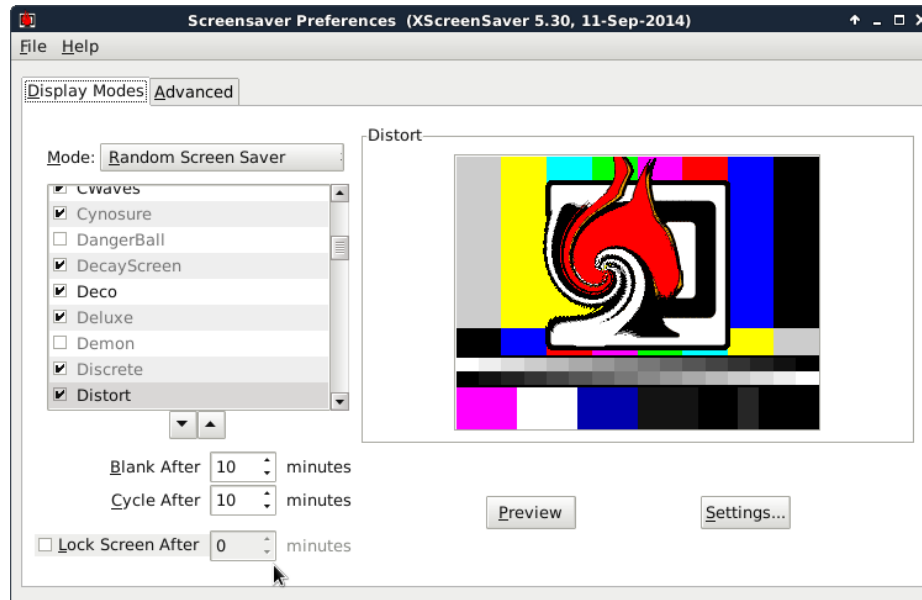 Screensaver Preferences (XScreenSaver 5.30, 11-Sep-2014)
File Help
Display Modes Advanced
Mode: Random Screen Saver
CWaves
Cynosure
DangerBall
DecayScreen
Deco
Deluxe
Demon
Discrete
Distort
Blank After 10 minutes
Cycle After 10 minutes
Lock Screen After 0 minutes
Distort
Preview Settings...